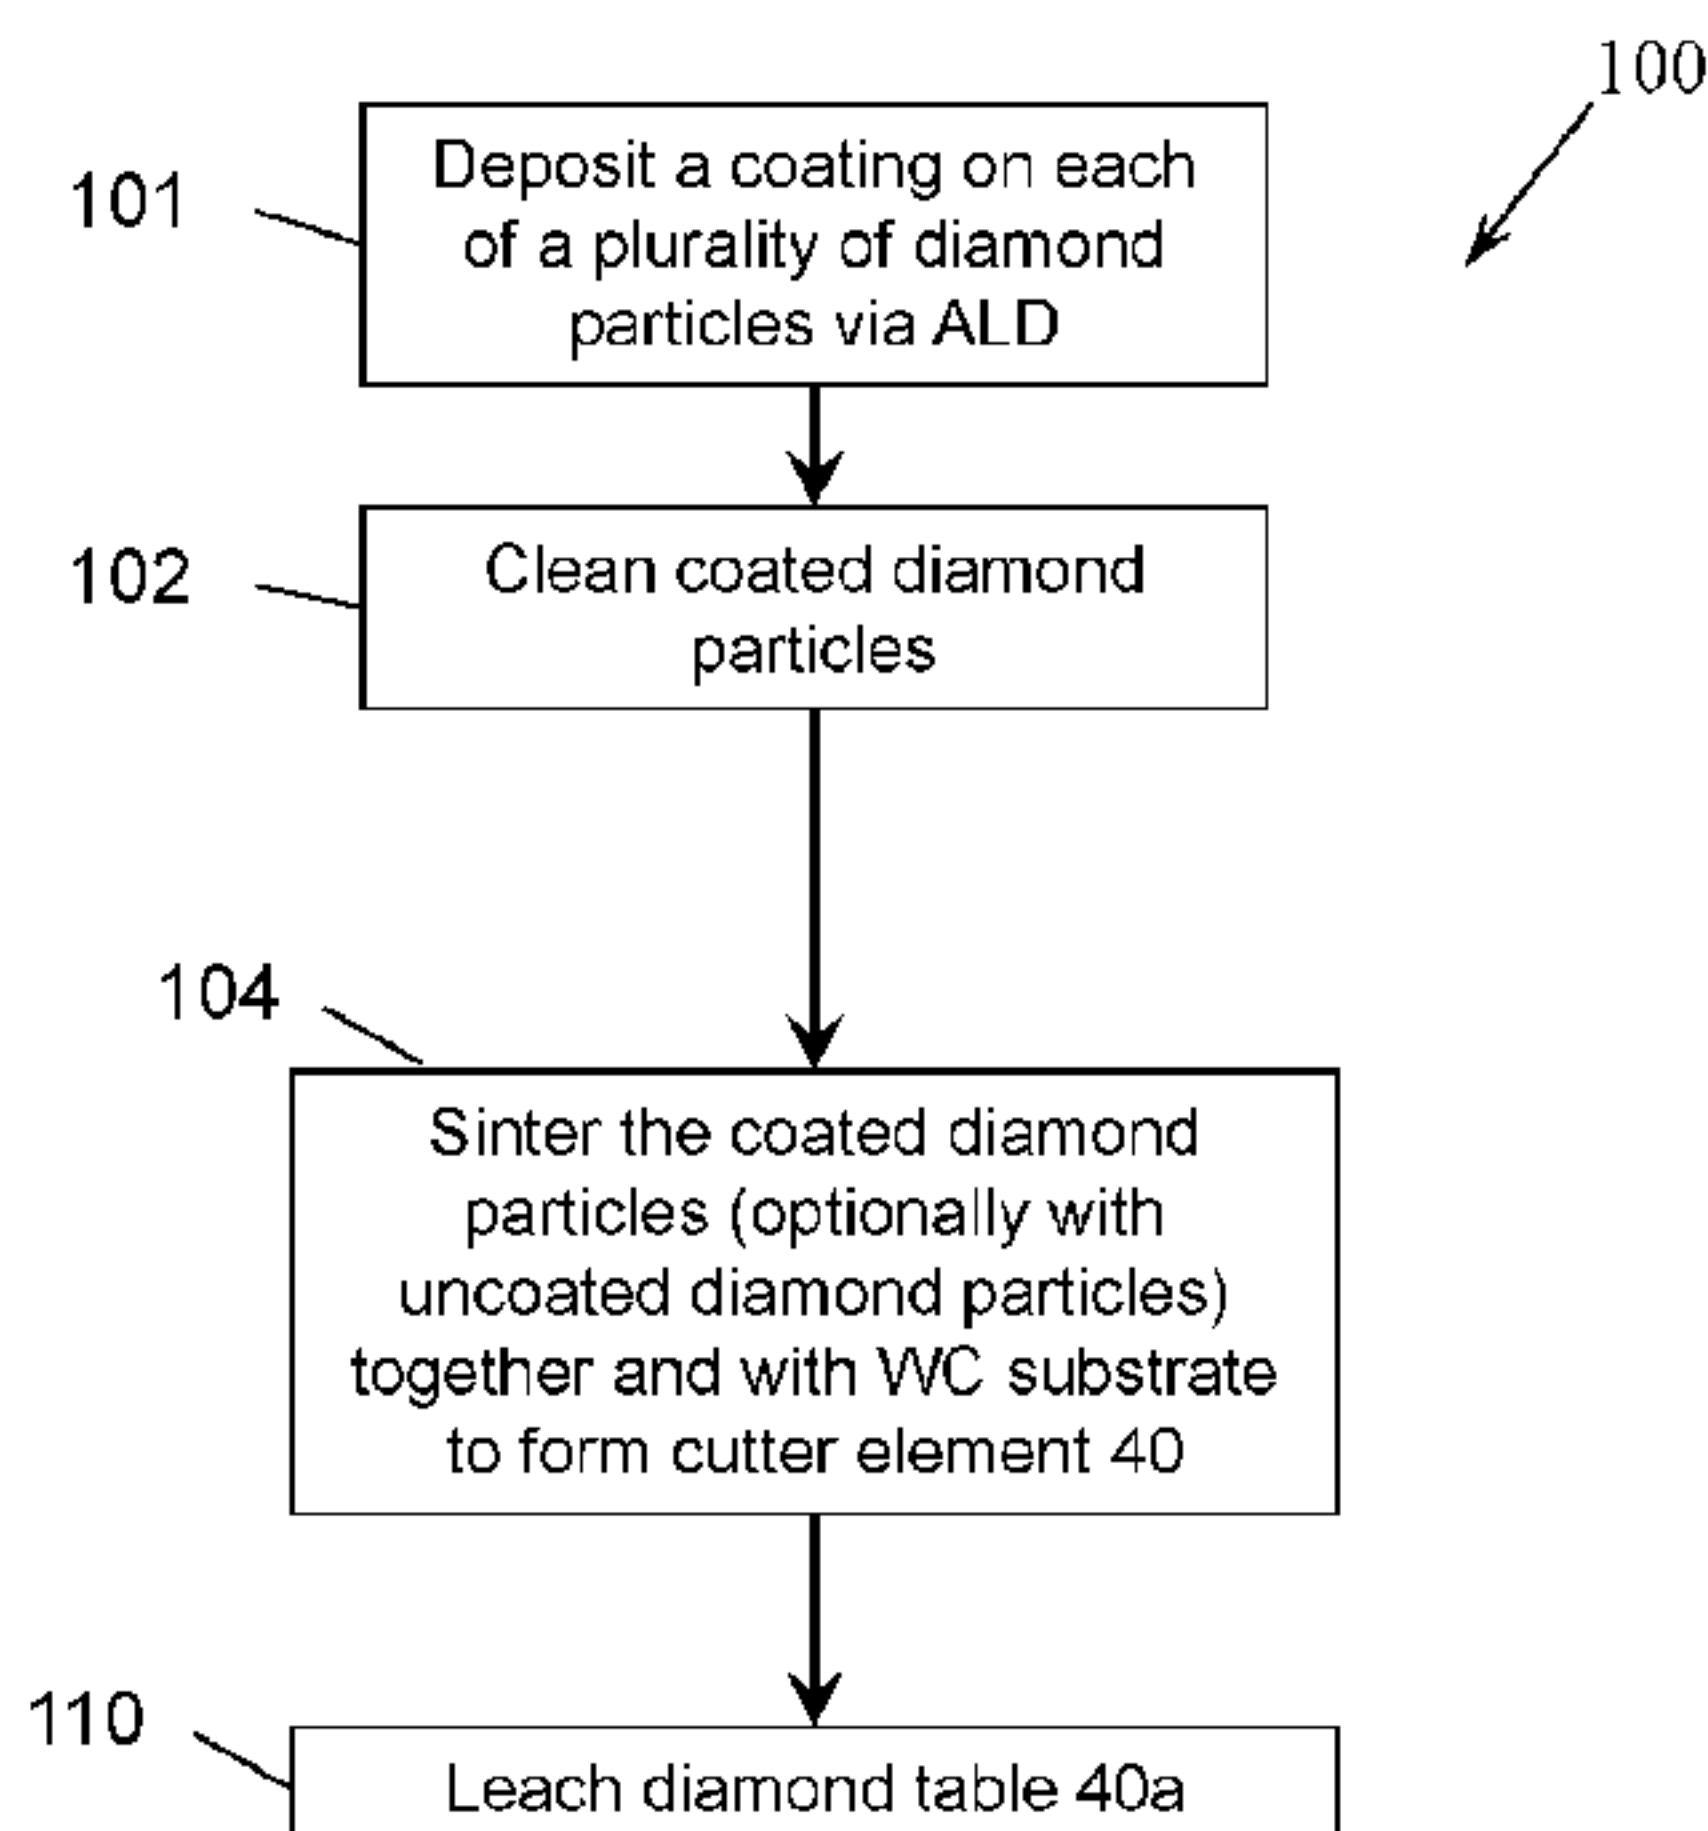 100
101
Deposit a coating on each
of a plurality of diamond
particles via ALD
102
Clean coated diamond
particles
104
Sinter the coated diamond
particles (optionally with
uncoated diamond particles)
together and with WC substrate
to form cutter element 40
110
Leach diamond table 40a